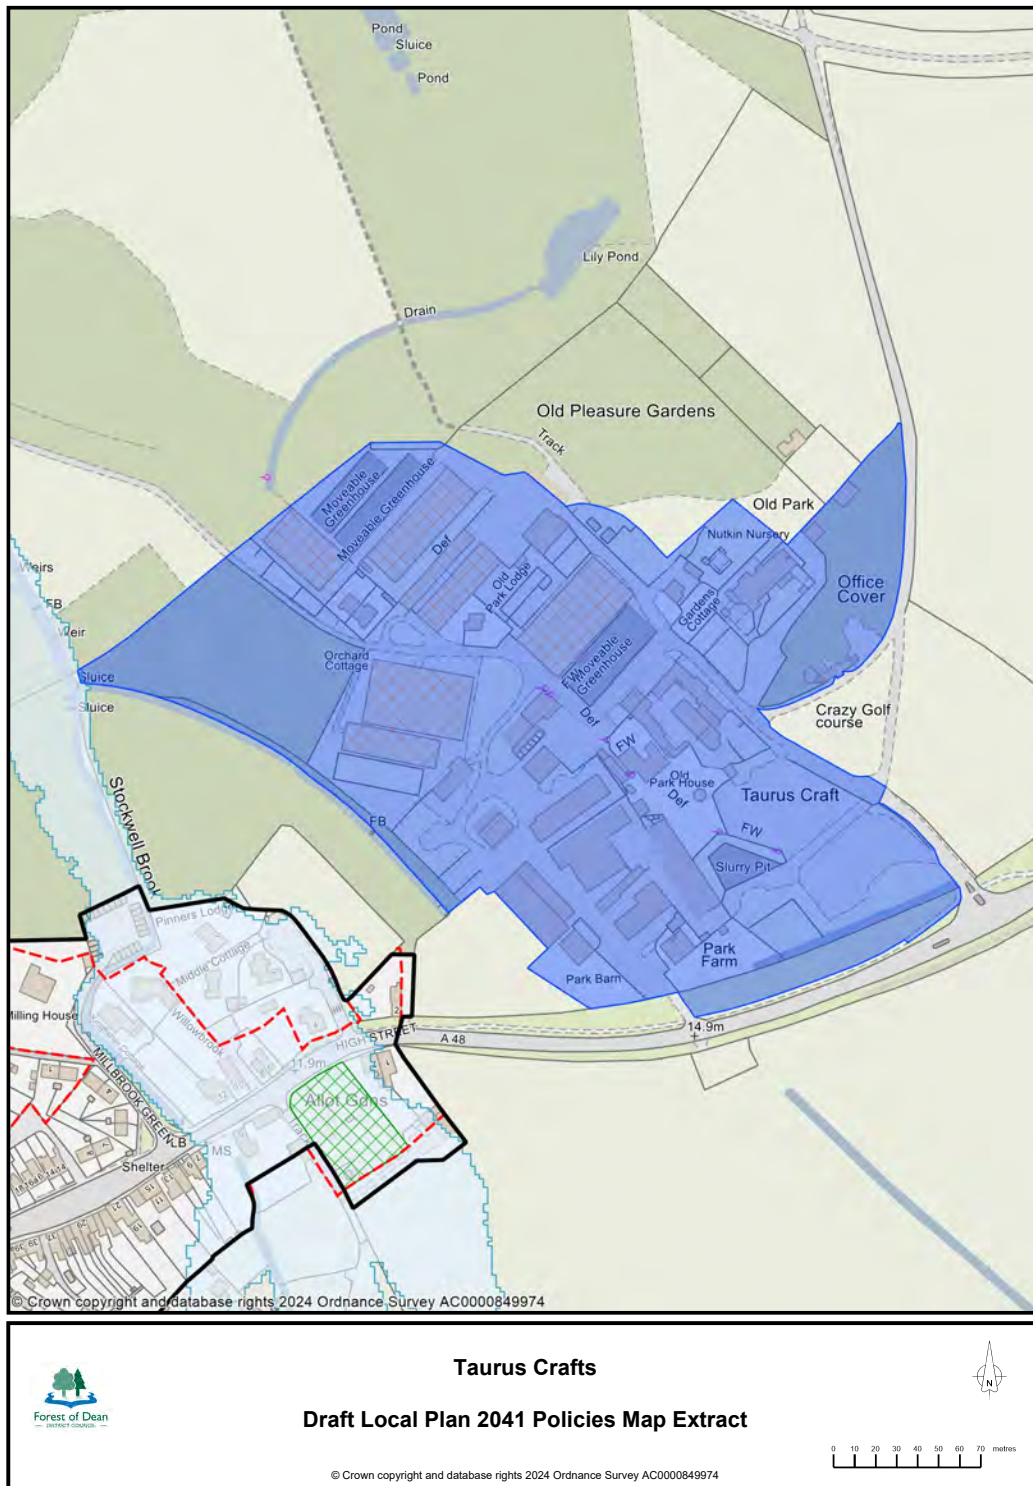 Pond
Sluice
Pond
Lily Pond
Drain
Old Pleasure Gardens
Track
Moveable
Greenhouse
Moveable Greenhouse
Def
Old Park
Nutkin Nursery
Office
Cover
Old
Park Lodge
Gardens
Cottage
Weirs
FB
Weir
Orchard
Cottage
Moveable
Greenhouse
FW
Def
Sluice
Sluice
Crazy Golf
course
FW
Old
Park House
Def
Taurus Craft
Stockwell Brook
FB
FW
Slurry Pit
Pinners Lodge
Middle Cottage
Park
Farm
Park Barn
Milling House
Willowbrook
HIGH STREET
A 48
14.9m
11.9m
MILLBROOK GREEN
Allot Gdns
LB
MS
Track
Shelter
© Crown copyright and database rights 2024 Ordnance Survey AC0000849974
Forest of Dean
DISTRICT COUNCIL
Taurus Crafts
Draft Local Plan 2041 Policies Map Extract
N
0 10 20 30 40 50 60 70 metres
© Crown copyright and database rights 2024 Ordnance Survey AC0000849974